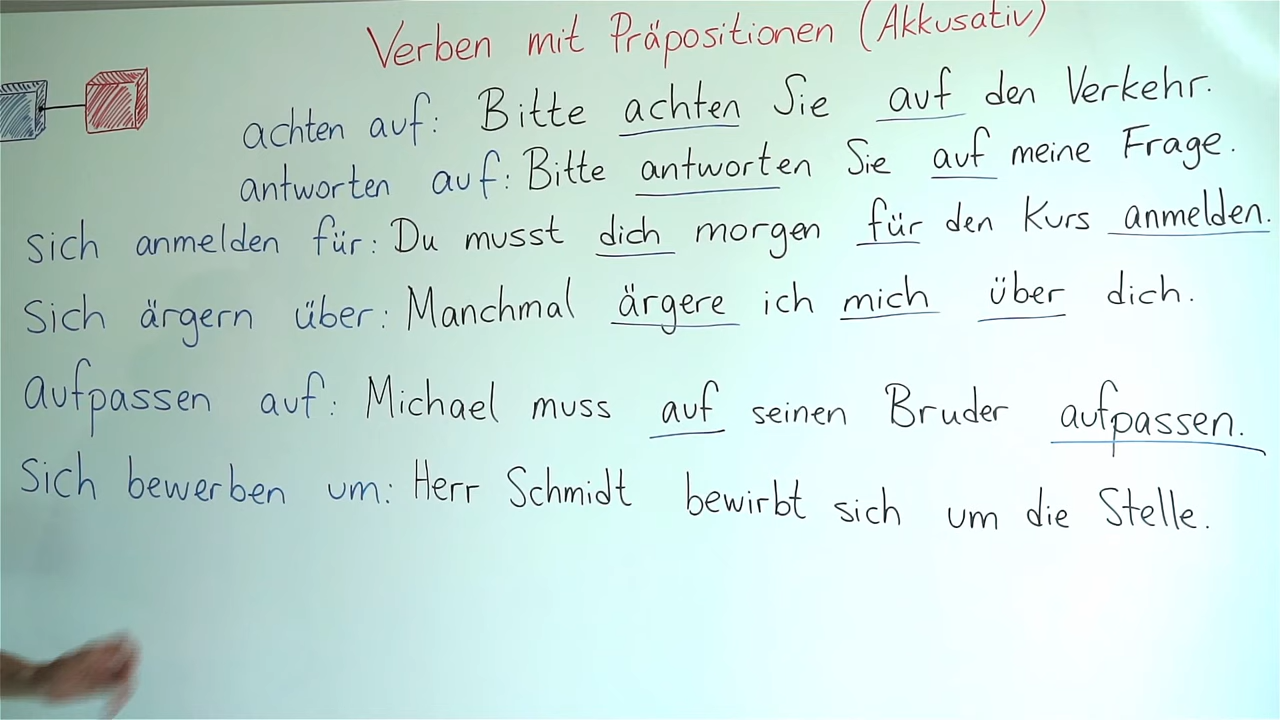 Verben mit Präpositionen (Akkusativ)
achten auf: Bitte achten Sie auf den Verkehr.
antworten auf: Bitte antworten Sie auf meine Frage.
sich anmelden für: Du musst dich morgen für den Kurs anmelden.
sich ärgern über: Manchmal ärgere ich mich über dich.
aufpassen auf: Michael muss auf seinen Bruder aufpassen.
sich bewerben um: Herr Schmidt bewirbt sich um die Stelle.